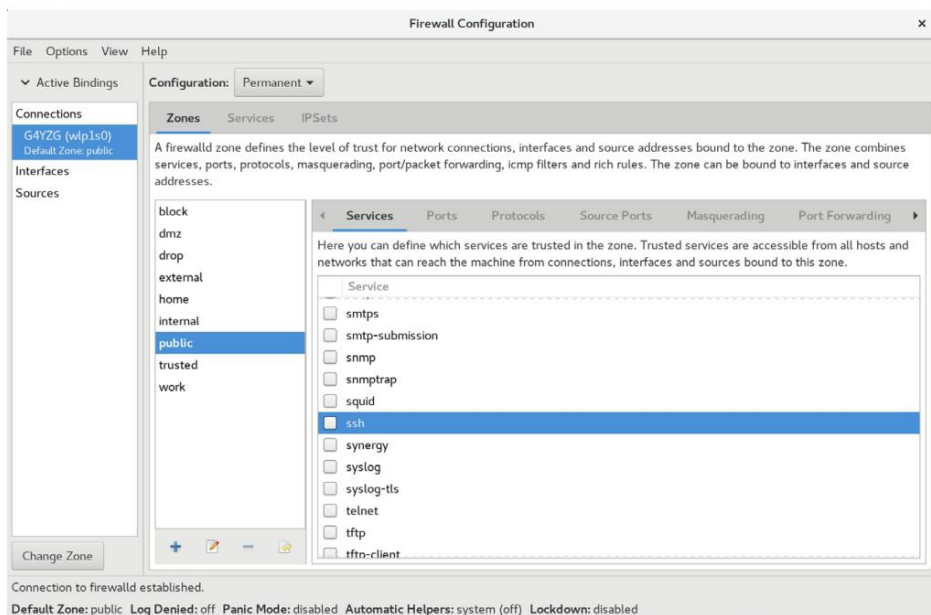 Firewall Configuration
File Options View Help
Active Bindings
Configuration: Permanent
Connections
G4YZG (wlp1s0)
Default Zone: public
Interfaces
Sources
Change Zone
Zones Services IPSets
A firewalld zone defines the level of trust for network connections, interfaces and source addresses bound to the zone. The zone combines
services, ports, protocols, masquerading, port/packet forwarding, icmp filters and rich rules. The zone can be bound to interfaces and source
addresses.
block
dmz
drop
external
home
internal
public
trusted
work
Services Ports Protocols Source Ports Masquerading Port Forwarding
Here you can define which services are trusted in the zone. Trusted services are accessible from all hosts and
networks that can reach the machine from connections, interfaces and sources bound to this zone.
Service
smtps
smtp-submission
snmp
snmptrap
squid
ssh
synergy
syslog
syslog-tls
telnet
tftp
tftp-client
Connection to firewalld established.
Default Zone: public Log Denied: off Panic Mode: disabled Automatic Helpers: system (off) Lockdown: disabled